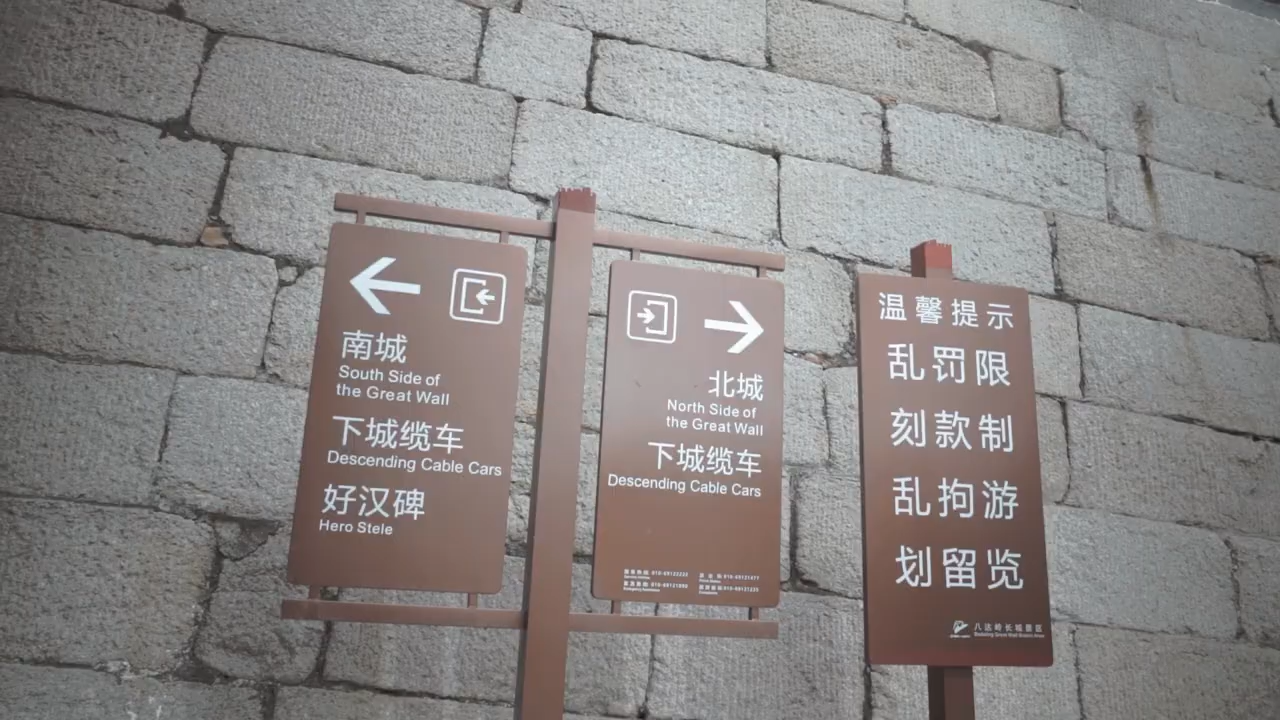 南城
South Side of
the Great Wall
下城缆车
Descending Cable Cars
好汉碑
Hero Stele
北城
North Side of
the Great Wall
下城缆车
Descending Cable Cars
温馨提示
乱罚限
刻款制
乱拘游
划留览
八达岭长城景区